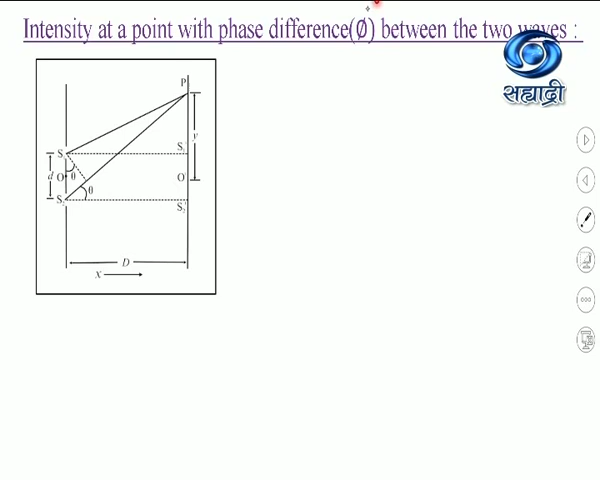 Intensity at a point with phase difference(Ø) between the two waves :
सह्याद्री
P
y
S₁
S₁'
d
O
θ
O'
S₂
θ
S₂'
D
X